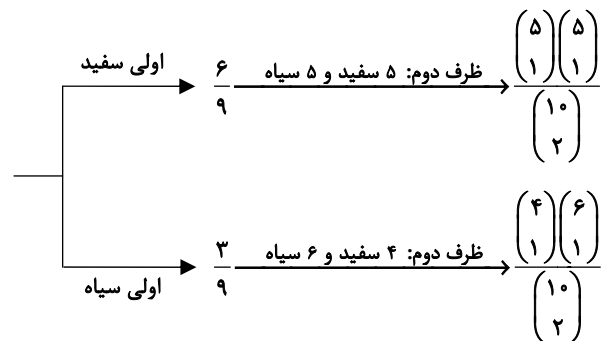 اولی سفید
۶/۹
ظرف دوم: ۵ سفید و ۵ سیاه
(۵ ۱)(۵ ۱)/(۱۰ ۲)
اولی سیاه
۳/۹
ظرف دوم: ۴ سفید و ۶ سیاه
(۴ ۱)(۶ ۱)/(۱۰ ۲)